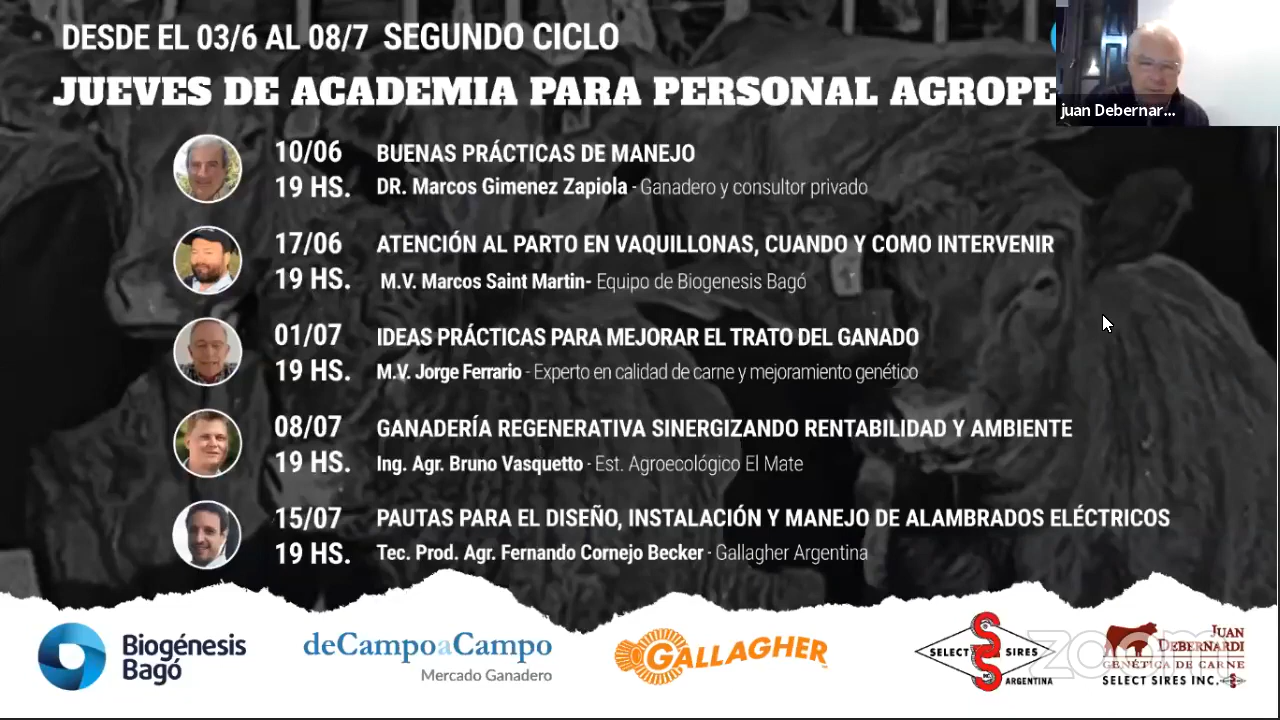 DESDE EL 03/6 AL 08/7 SEGUNDO CICLO
JUEVES DE ACADEMIA PARA PERSONAL AGROPE
juan Debernar...
10/06 BUENAS PRÁCTICAS DE MANEJO
19 HS. DR. Marcos Gimenez Zapiola - Ganadero y consultor privado
17/06 ATENCIÓN AL PARTO EN VAQUILLONAS, CUANDO Y COMO INTERVENIR
19 HS. M.V. Marcos Saint Martin- Equipo de Biogenesis Bagó
01/07 IDEAS PRÁCTICAS PARA MEJORAR EL TRATO DEL GANADO
19 HS. M.V. Jorge Ferrario - Experto en calidad de carne y mejoramiento genético
08/07 GANADERÍA REGENERATIVA SINERGIZANDO RENTABILIDAD Y AMBIENTE
19 HS. Ing. Agr. Bruno Vasquetto - Est. Agroecológico El Mate
15/07 PAUTAS PARA EL DISEÑO, INSTALACIÓN Y MANEJO DE ALAMBRADOS ELÉCTRICOS
19 HS. Tec. Prod. Agr. Fernando Cornejo Becker - Gallagher Argentina
Biogénesis
Bagó
deCampoaCampo
Mercado Ganadero
GALLAGHER
SELECT SIRES
INC.
ARGENTINA
zoom
JUAN
DEBERNARDI
GENÉTICA DE CARNE
SELECT SIRES INC.